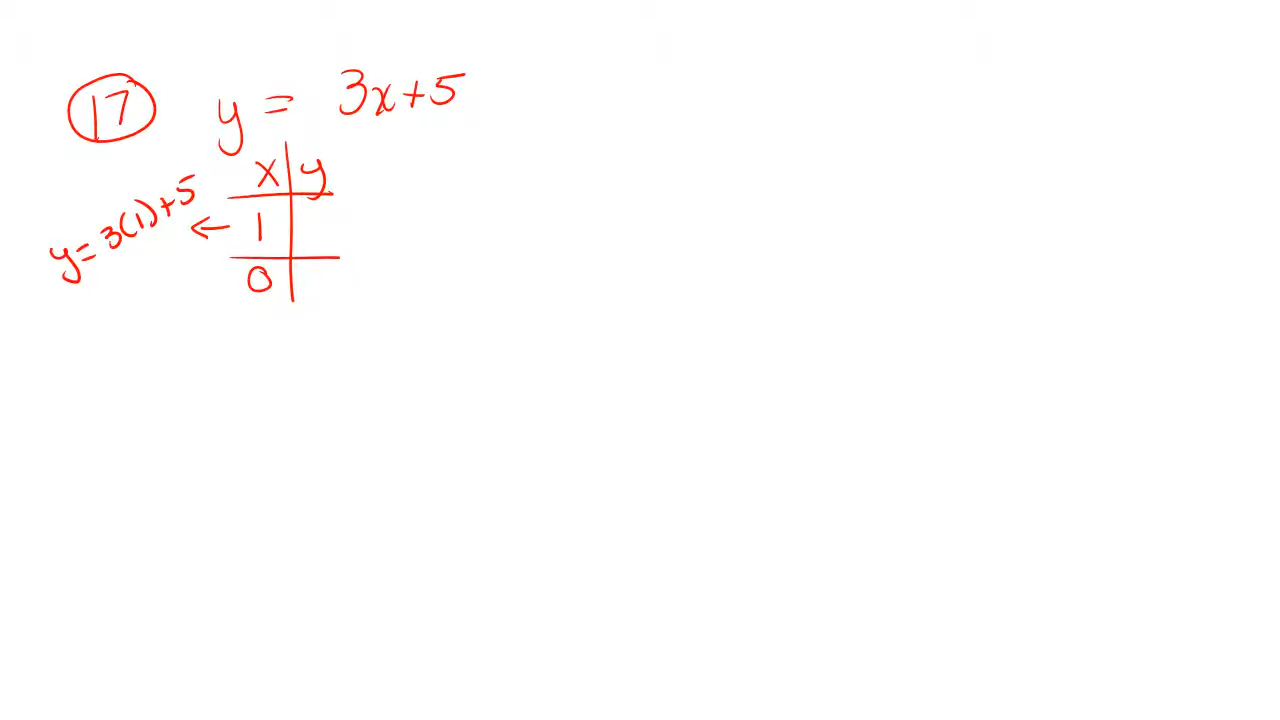 17 y = 3x+5
x y
y=3(1)+5 ← 1
0